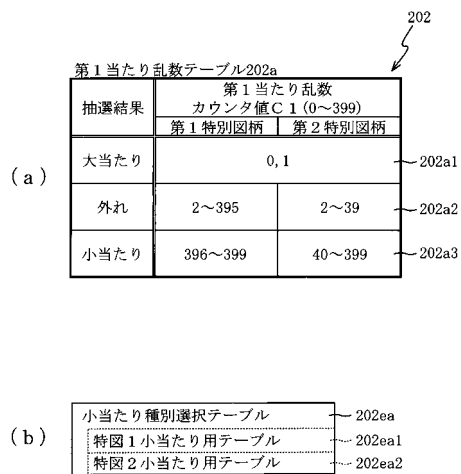 202
第１当たり乱数テーブル202a
抽選結果
第１当たり乱数
カウンタ値Ｃ１(0～399)
第１特別図柄
第２特別図柄
(a)
大当たり
0,1
202a1
外れ
2～395
2～39
202a2
小当たり
396～399
40～399
202a3
(b)
小当たり種別選択テーブル
202ea
特図１小当たり用テーブル
202ea1
特図２小当たり用テーブル
202ea2